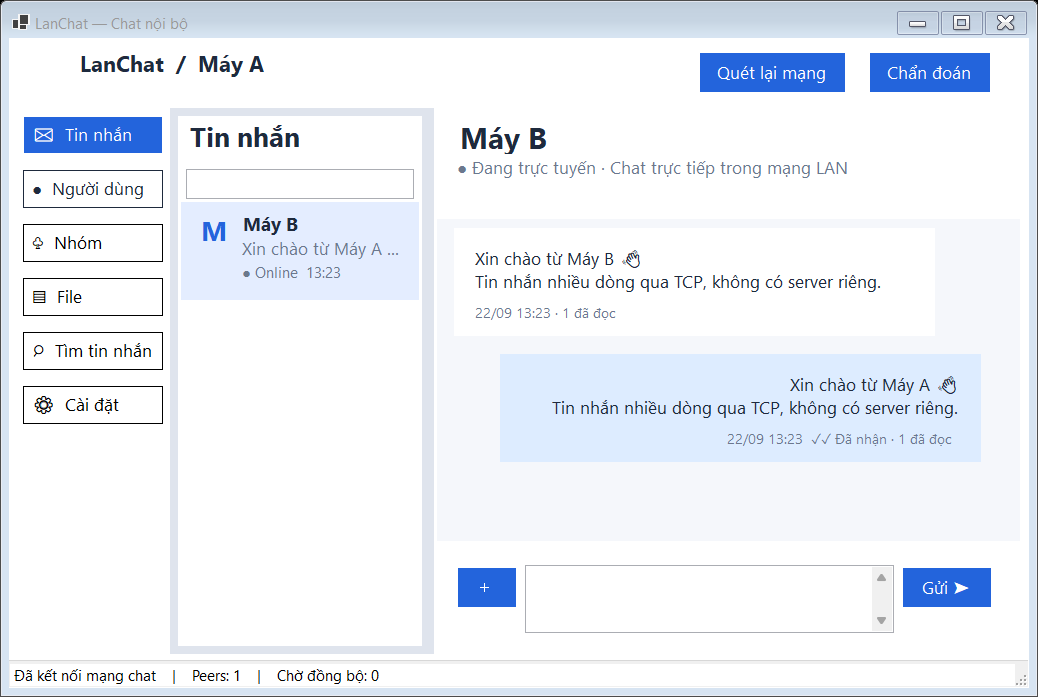 LanChat — Chat nội bộ
LanChat / Máy A
Quét lại mạng
Chẩn đoán
Tin nhắn
Người dùng
Nhóm
File
Tìm tin nhắn
Cài đặt
Tin nhắn
M
Máy B
Xin chào từ Máy A ...
● Online 13:23
Máy B
● Đang trực tuyến · Chat trực tiếp trong mạng LAN
Xin chào từ Máy B 👋
Tin nhắn nhiều dòng qua TCP, không có server riêng.
22/09 13:23 · 1 đã đọc
Xin chào từ Máy A 👋
Tin nhắn nhiều dòng qua TCP, không có server riêng.
22/09 13:23 ✓✓ Đã nhận · 1 đã đọc
+
Gửi ➤
Đã kết nối mạng chat | Peers: 1 | Chờ đồng bộ: 0